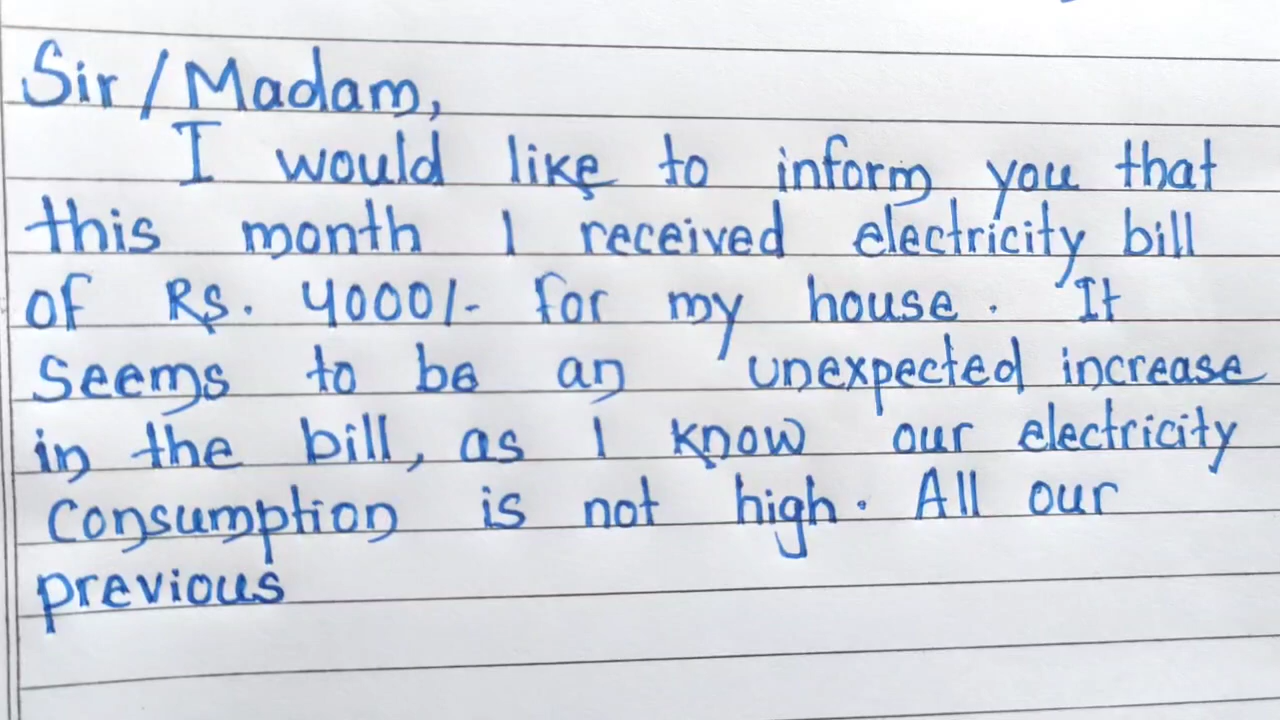 Sir/Madam,
I would like to inform you that
this month I received electricity bill
of Rs. 4000/- for my house. It
seems to be an unexpected increase
in the bill, as I know our electricity
consumption is not high. All our
previous